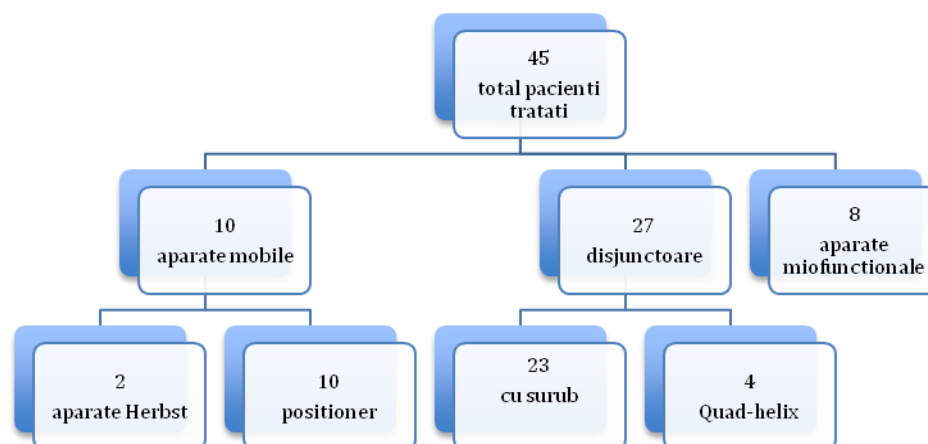 45
total pacienti
tratati
10
aparate mobile
27
disjunctoare
8
aparate
miofunctionale
2
aparate Herbst
10
positioner
23
cu surub
4
Quad-helix